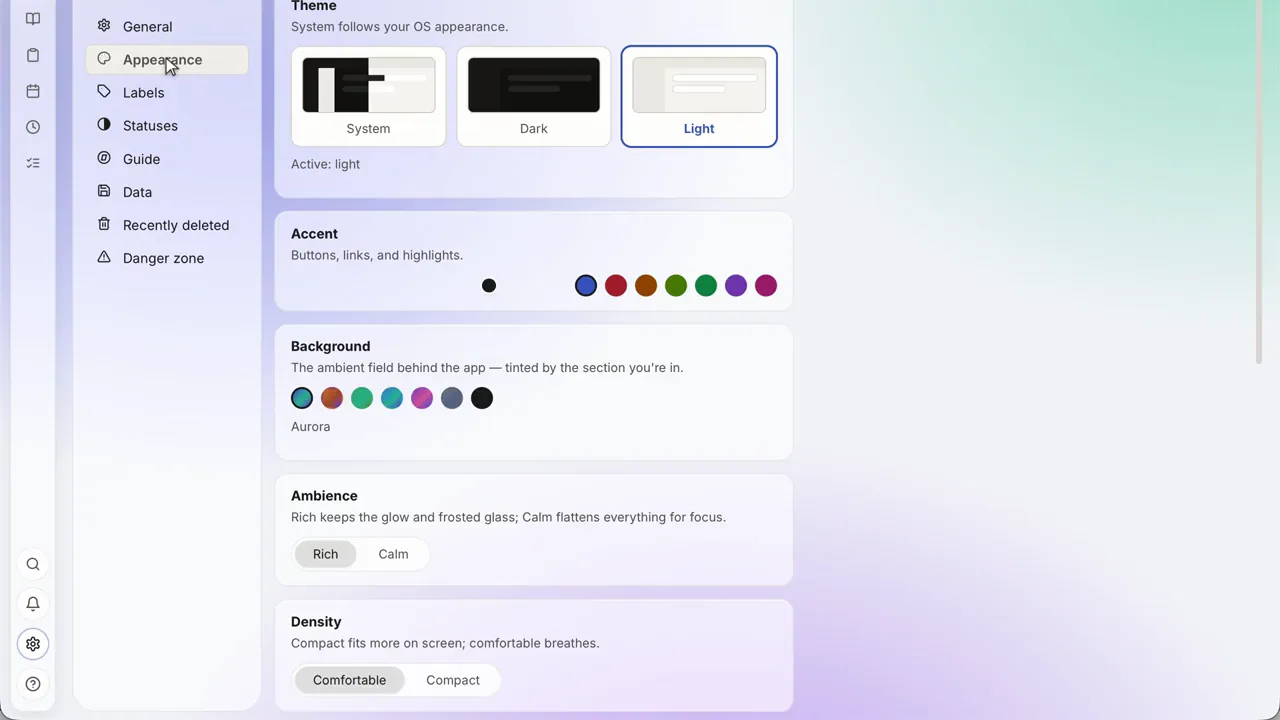 General
Appearance
Labels
Statuses
Guide
Data
Recently deleted
Danger zone
Theme
System follows your OS appearance.
System
Dark
Light
Active: light
Accent
Buttons, links, and highlights.
Background
The ambient field behind the app — tinted by the section you're in.
Aurora
Ambience
Rich keeps the glow and frosted glass; Calm flattens everything for focus.
Rich
Calm
Density
Compact fits more on screen; comfortable breathes.
Comfortable
Compact